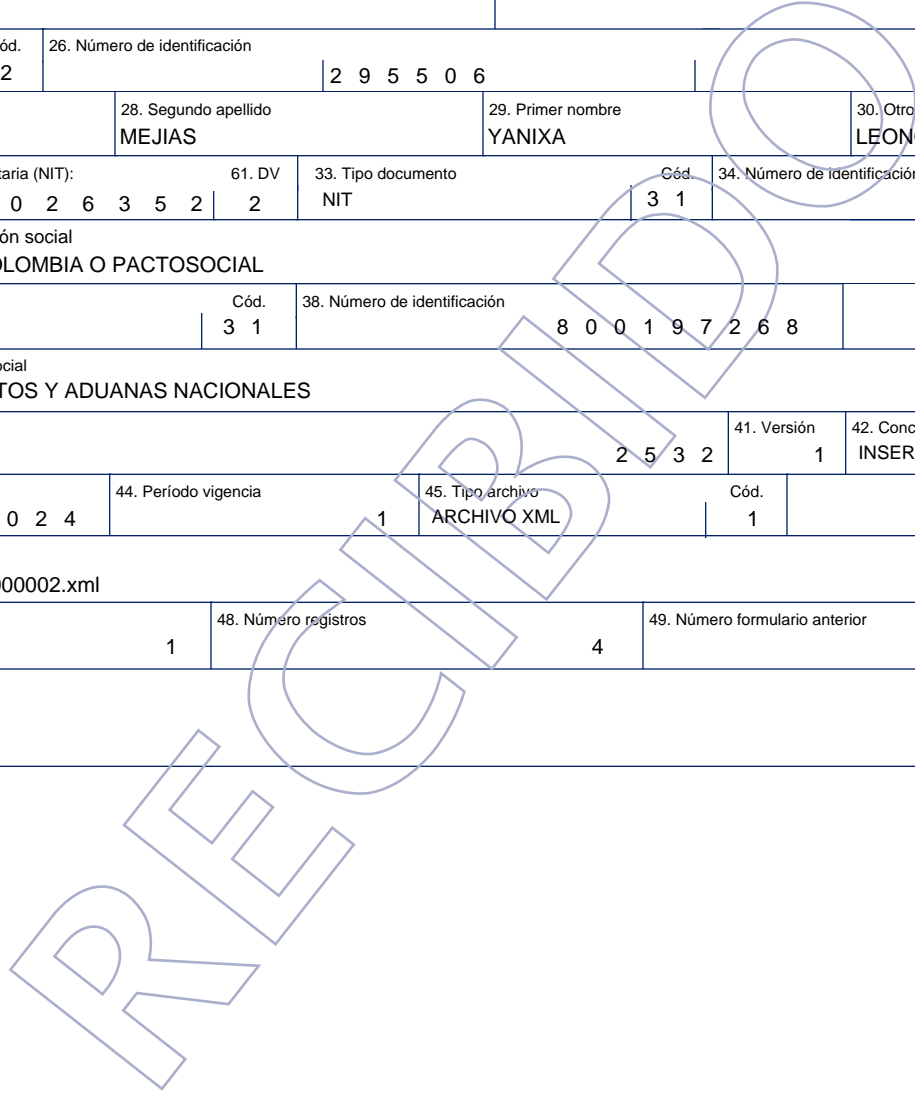 ód. 26. Número de identificación
2 2 9 5 5 0 6
28. Segundo apellido 29. Primer nombre 30. Otro
MEJIAS YANIXA LEON
taria (NIT): 61. DV 33. Tipo documento Cód. 34. Número de identificación
0 2 6 3 5 2 2 NIT 3 1
ón social
OLOMBIA O PACTOSOCIAL
Cód. 38. Número de identificación
3 1 8 0 0 1 9 7 2 6 8
ocial
TOS Y ADUANAS NACIONALES
41. Versión 42. Conc
2 5 3 2 1 INSER
44. Período vigencia 45. Tipo archivo Cód.
0 2 4 1 ARCHIVO XML 1
000002.xml
48. Número registros 49. Número formulario anterior
1 4
RECIBIDO